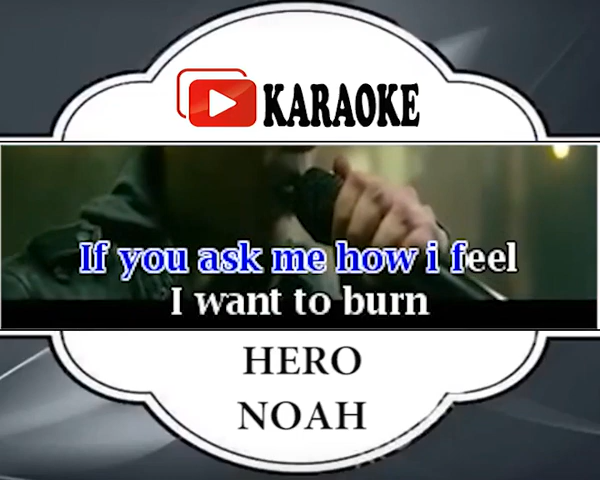 KARAOKE
If you ask me how i feel
I want to burn
HERO
NOAH